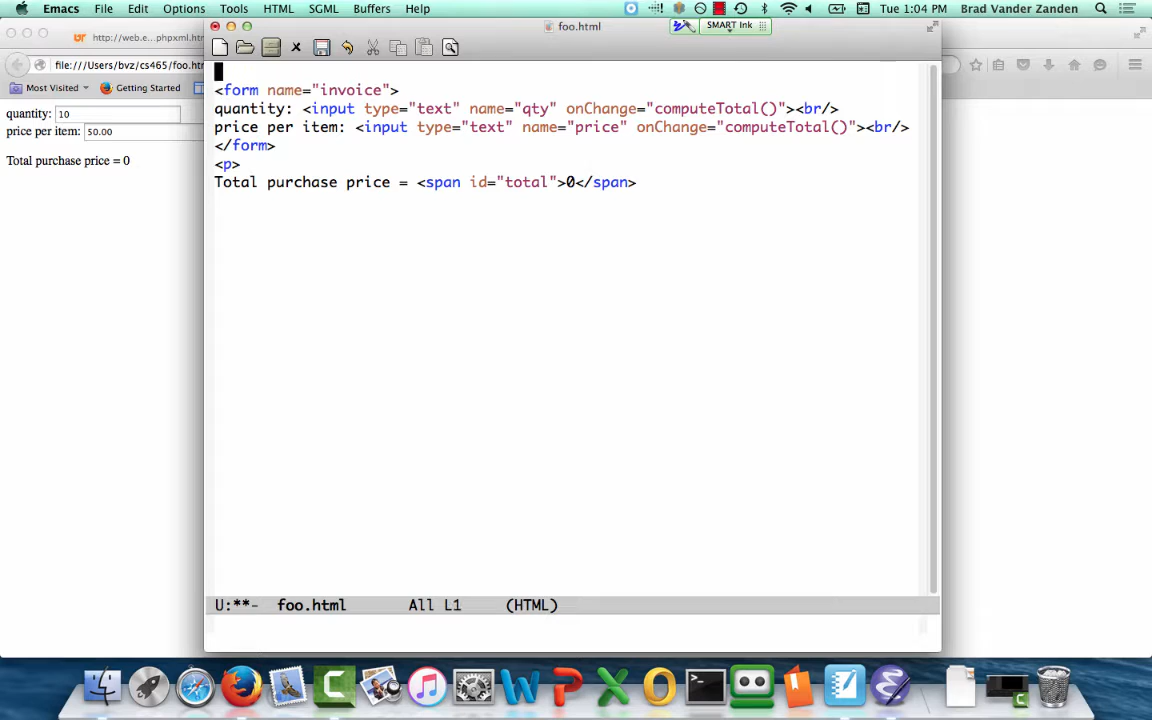 Emacs File Edit Options Tools HTML SGML Buffers Help Tue 1:04 PM Brad Vander Zanden
foo.html
SMART Ink
http://web.e...phpxml.htm
file:///Users/bvz/cs465/foo.htm
Most Visited Getting Started
quantity: 10
price per item: 50.00
Total purchase price = 0
<form name="invoice">
quantity: <input type="text" name="qty" onChange="computeTotal()"><br/>
price per item: <input type="text" name="price" onChange="computeTotal()"><br/>
</form>
<p>
Total purchase price = <span id="total">0</span>
U:**- foo.html All L1 (HTML)